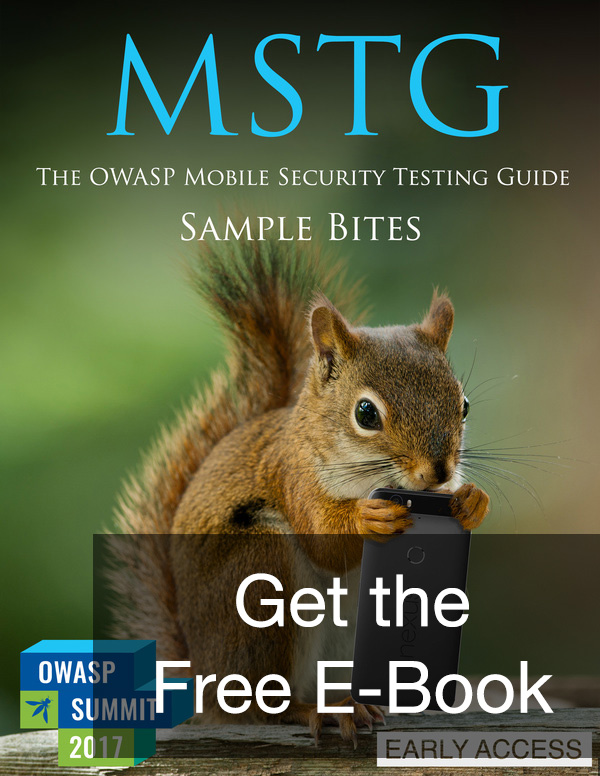 MSTG
The OWASP Mobile Security Testing Guide
Sample Bites
nexus
Get the
Free E-Book
OWASP
SUMMIT
2017
EARLY ACCESS